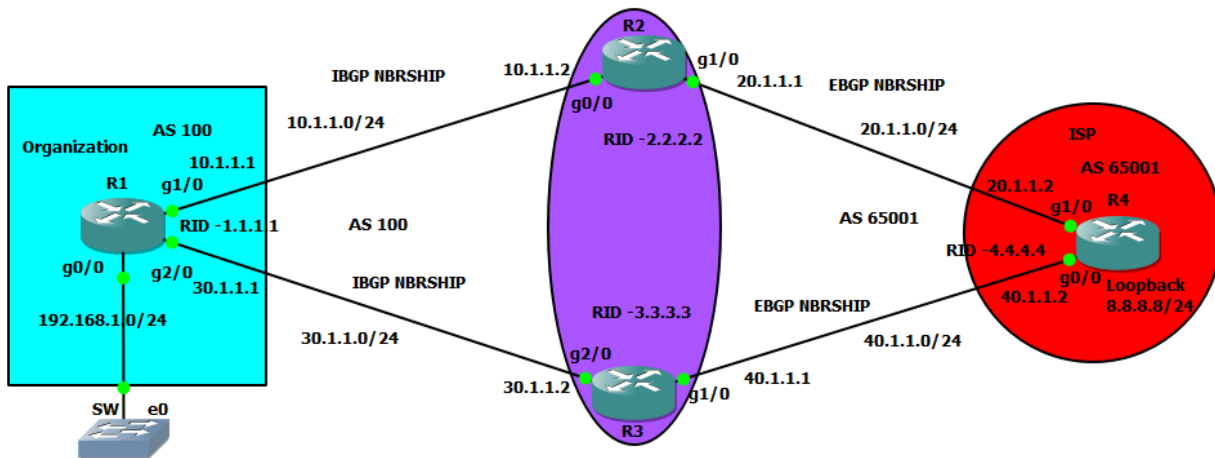 R2
g1/0
IBGP NBRSHIP
10.1.1.2
20.1.1.1
EBGP NBRSHIP
g0/0
AS 100
10.1.1.0/24
20.1.1.0/24
Organization
ISP
10.1.1.1
RID -2.2.2.2
AS 65001
R1
g1/0
20.1.1.2
R4
RID -1.1.1.1
AS 100
AS 65001
g1/0
g0/0
g2/0
RID -4.4.4.4
30.1.1.1
IBGP NBRSHIP
g0/0
40.1.1.2
Loopback
8.8.8.8/24
192.168.1.0/24
RID -3.3.3.3
EBGP NBRSHIP
30.1.1.0/24
40.1.1.0/24
g2/0
30.1.1.2
40.1.1.1
g1/0
SW
e0
R3